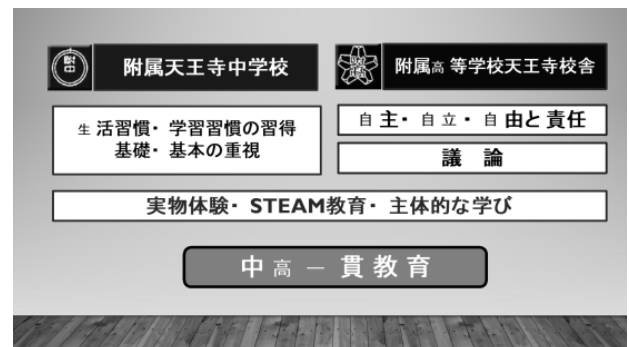 附中
附属天王寺中学校
附属高等学校天王寺校舎
生活習慣・学習習慣の習得
基礎・基本の重視
自主・自立・自由と責任
議論
実物体験・STEAM教育・主体的な学び
中高一貫教育